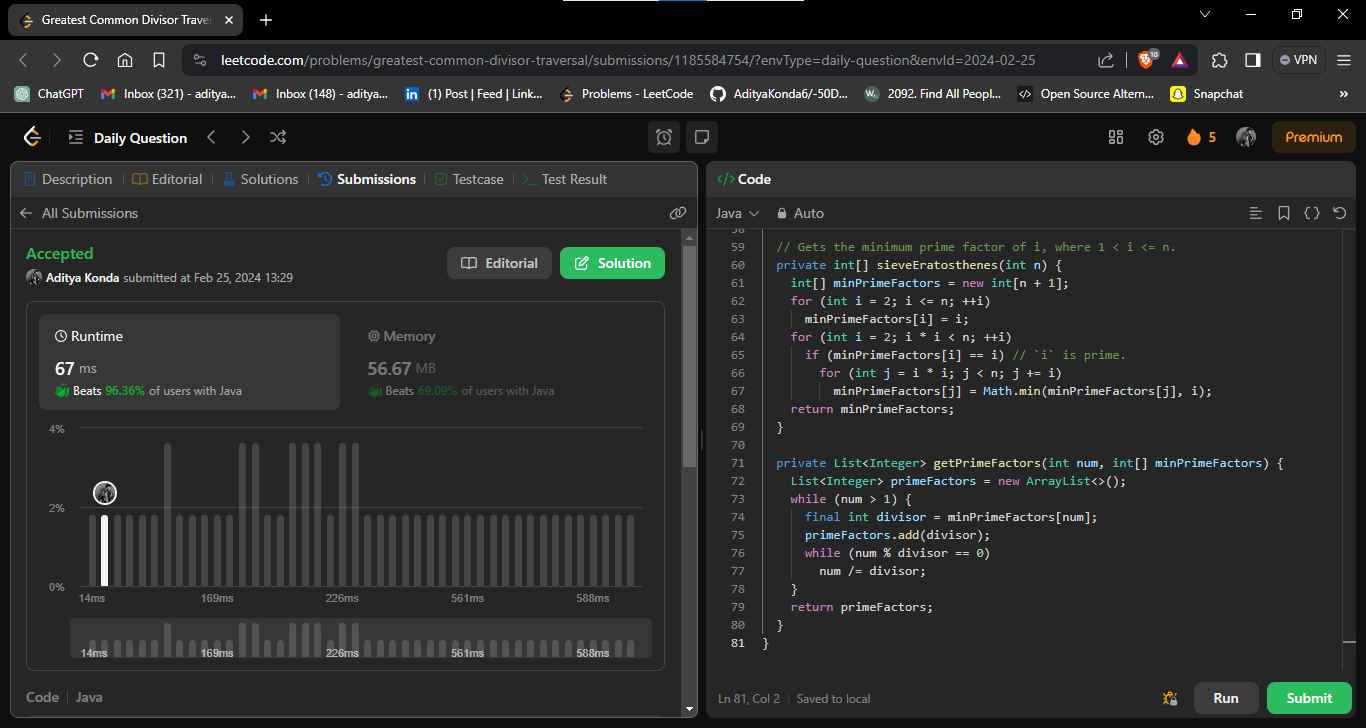 Greatest Common Divisor Traver
leetcode.com/problems/greatest-common-divisor-traversal/submissions/1185584754/?envType=daily-question&envId=2024-02-25
10
VPN
ChatGPT
Inbox (321) - aditya...
Inbox (148) - aditya...
(1) Post | Feed | Link...
Problems - LeetCode
AdityaKonda6/-50D...
2092. Find All Peopl...
Open Source Altern...
Snapchat
Daily Question
5
Premium
Description
Editorial
Solutions
Submissions
Testcase
Test Result
All Submissions
Accepted
Aditya Konda submitted at Feb 25, 2024 13:29
Editorial
Solution
Runtime
67 ms
Beats 96.36% of users with Java
Memory
56.67 MB
Beats 69.09% of users with Java
4%
2%
0%
14ms 169ms 226ms 561ms 588ms
14ms 169ms 226ms 561ms 588ms
Code | Java
</> Code
Java
Auto
58
59 // Gets the minimum prime factor of i, where 1 < i <= n.
60 private int[] sieveEratosthenes(int n) {
61 int[] minPrimeFactors = new int[n + 1];
62 for (int i = 2; i <= n; ++i)
63 minPrimeFactors[i] = i;
64 for (int i = 2; i * i < n; ++i)
65 if (minPrimeFactors[i] == i) // `i` is prime.
66 for (int j = i * i; j < n; j += i)
67 minPrimeFactors[j] = Math.min(minPrimeFactors[j], i);
68 return minPrimeFactors;
69 }
70
71 private List<Integer> getPrimeFactors(int num, int[] minPrimeFactors) {
72 List<Integer> primeFactors = new ArrayList<>();
73 while (num > 1) {
74 final int divisor = minPrimeFactors[num];
75 primeFactors.add(divisor);
76 while (num % divisor == 0)
77 num /= divisor;
78 }
79 return primeFactors;
80 }
81 }
Ln 81, Col 2 | Saved to local
Run
Submit